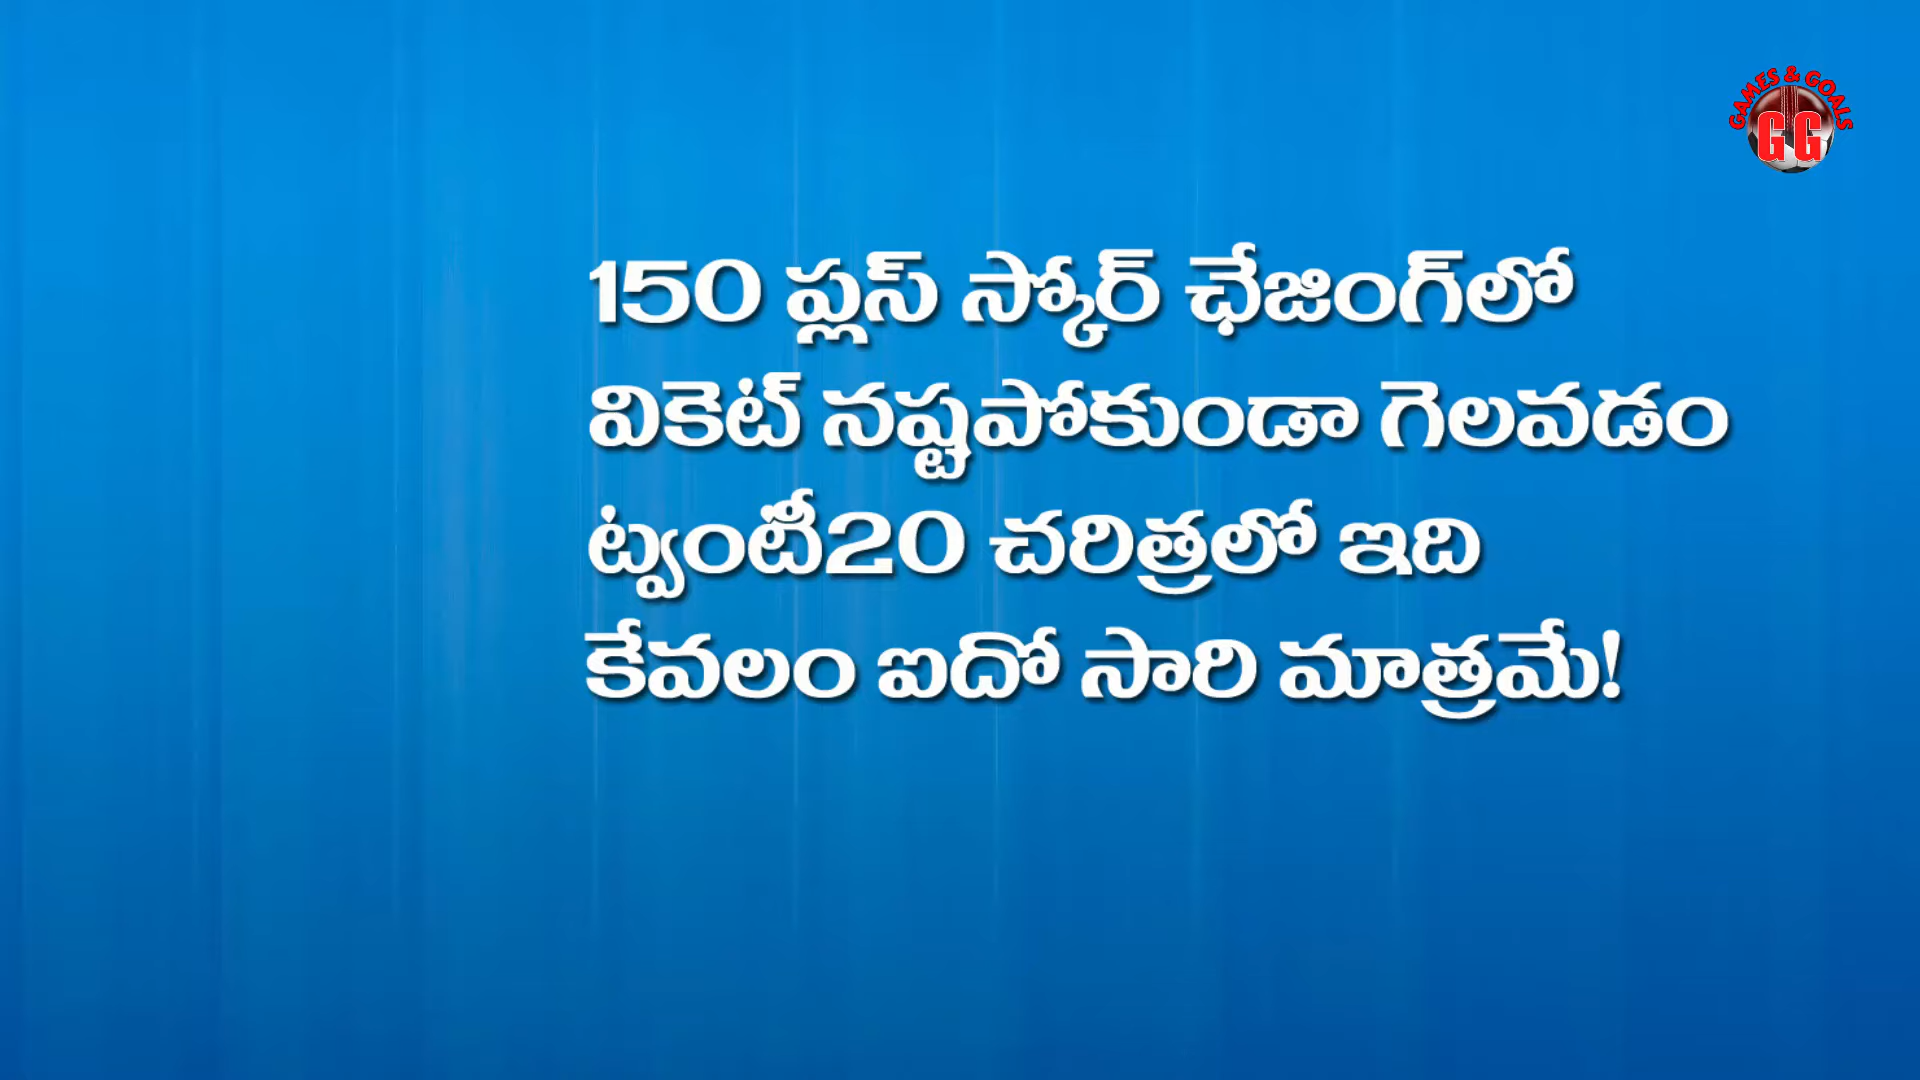 GAMES & GOALS
GG
150 ప్లస్ స్కోర్ ఛేజింగ్‌లో
వికెట్ నష్టపోకుండా గెలవడం
ట్వంటీ20 చరిత్రలో ఇది
కేవలం ఐదో సారి మాత్రమే!